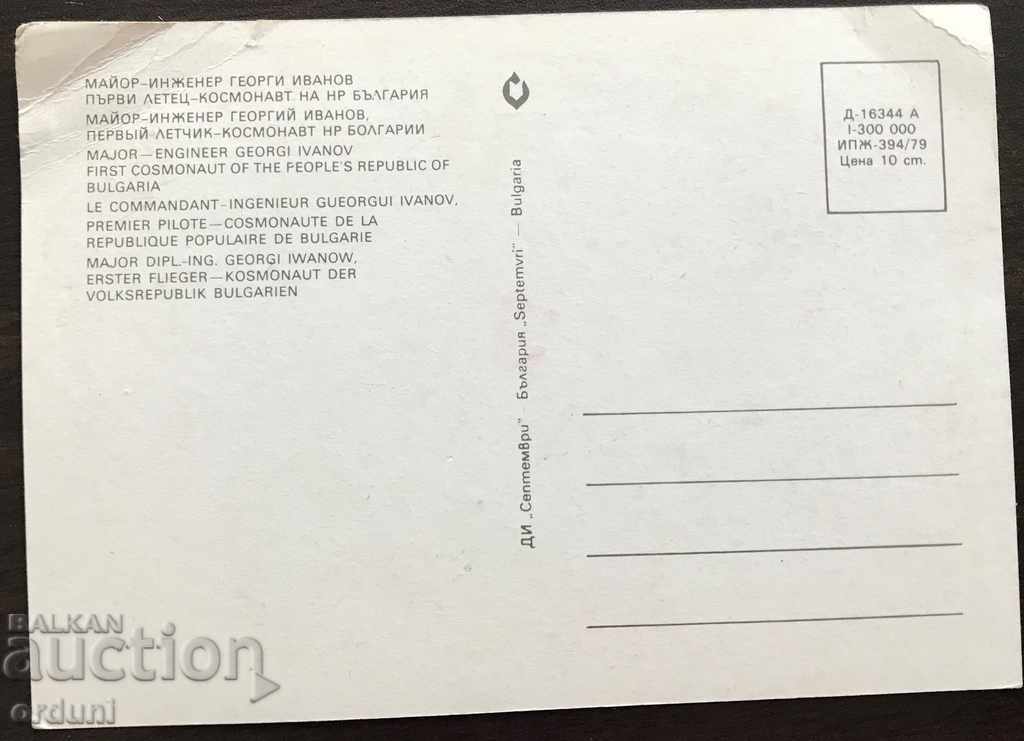 МАЙОР-ИНЖЕНЕР ГЕОРГИ ИВАНОВ
ПЪРВИ ЛЕТЕЦ-КОСМОНАВТ НА НР БЪЛГАРИЯ
МАЙОР-ИНЖЕНЕР ГЕОРГИЙ ИВАНОВ,
ПЕРВЫЙ ЛЕТЧИК-КОСМОНАВТ НР БОЛГАРИИ
MAJOR—ENGINEER GEORGI IVANOV
FIRST COSMONAUT OF THE PEOPLE'S REPUBLIC OF
BULGARIA
LE COMMANDANT-INGENIEUR GUEORGUI IVANOV,
PREMIER PILOTE—COSMONAUTE DE LA
REPUBLIQUE POPULAIRE DE BULGARIE
MAJOR DIPL.-ING. GEORGI IWANOW,
ERSTER FLIEGER—KOSMONAUT DER
VOLKSREPUBLIK BULGARIEN
ДИ „Септември" — България „Septemvri" — Bulgaria
Д-16344 А
I-300 000
ИПЖ-394/79
Цена 10 ст.
BALKAN
auction
orduni